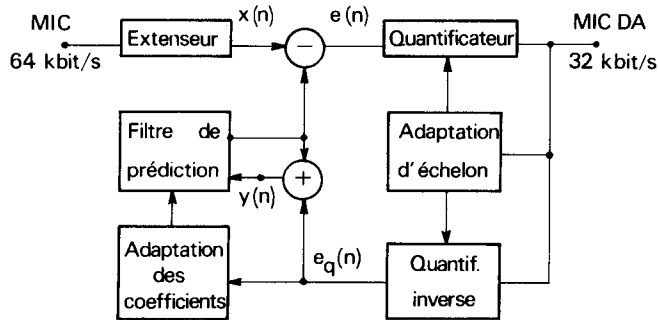 MIC
64 kbit/s
Extenseur
x(n)
−
e(n)
Quantificateur
MIC DA
32 kbit/s
Filtre de
prédiction
y(n)
+
Adaptation
d'échelon
Adaptation
des
coefficients
e_q(n)
Quantif.
inverse